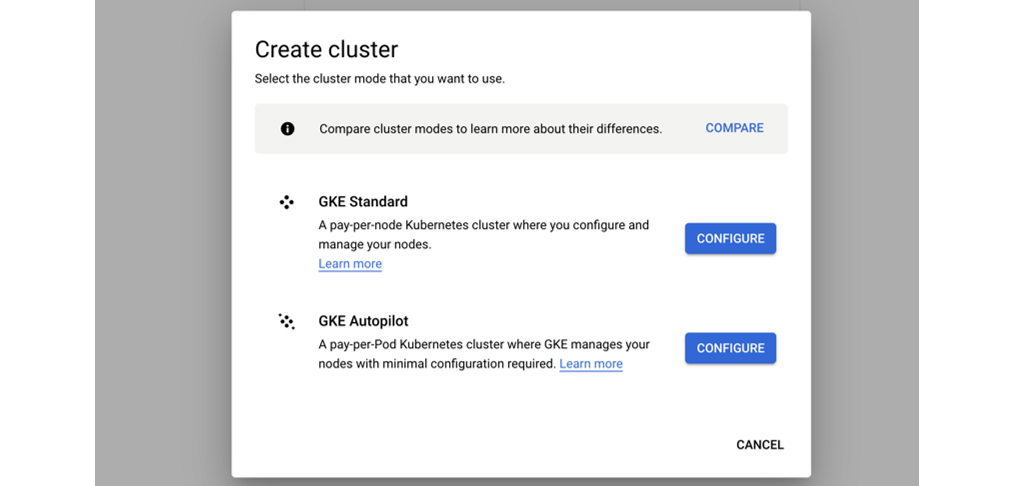 Create cluster
Select the cluster mode that you want to use.
Compare cluster modes to learn more about their differences. COMPARE
GKE Standard
A pay-per-node Kubernetes cluster where you configure and
manage your nodes.
Learn more
CONFIGURE
GKE Autopilot
A pay-per-Pod Kubernetes cluster where GKE manages your
nodes with minimal configuration required. Learn more
CONFIGURE
CANCEL